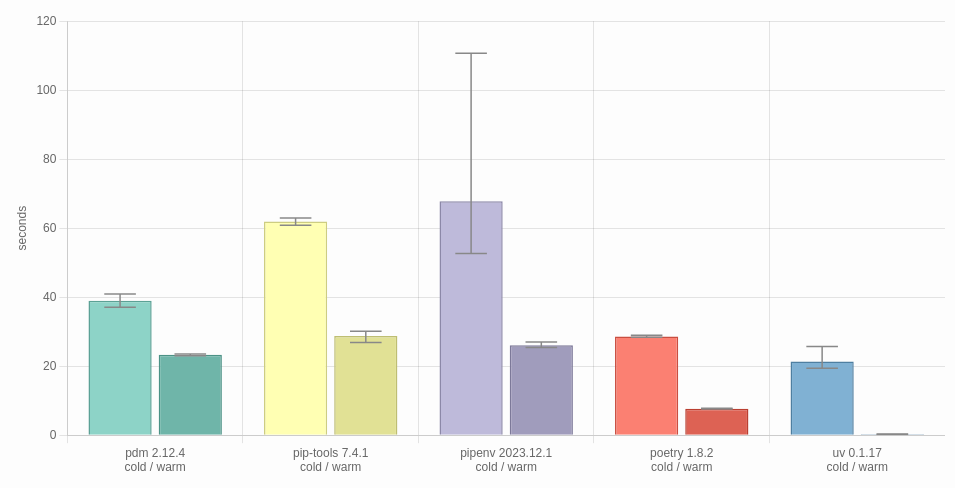 120
100
80
60
40
20
0
seconds
pdm 2.12.4
cold / warm
pip-tools 7.4.1
cold / warm
pipenv 2023.12.1
cold / warm
poetry 1.8.2
cold / warm
uv 0.1.17
cold / warm